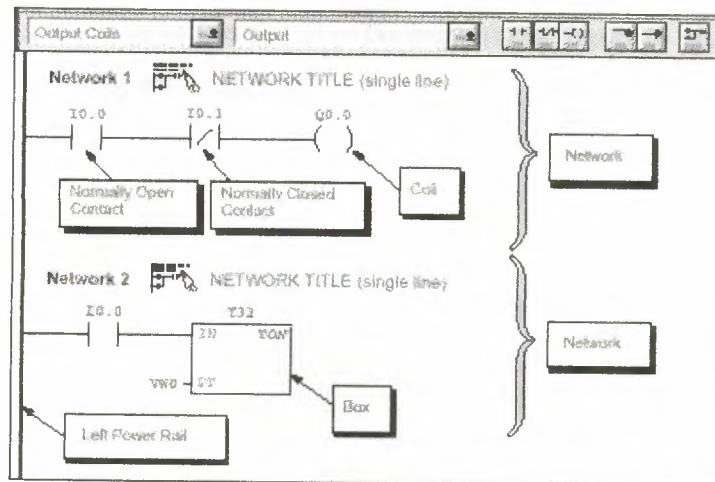 Output Coils Output
Network 1 NETWORK TITLE (single line)
I0.0 I0.1 Q0.0
Network
Normally Open
Contact
Normally Closed
Contact
Coil
Network 2 NETWORK TITLE (single line)
I0.0 T32
IN TON
Network
VW0 PT
Box
Left Power Rail